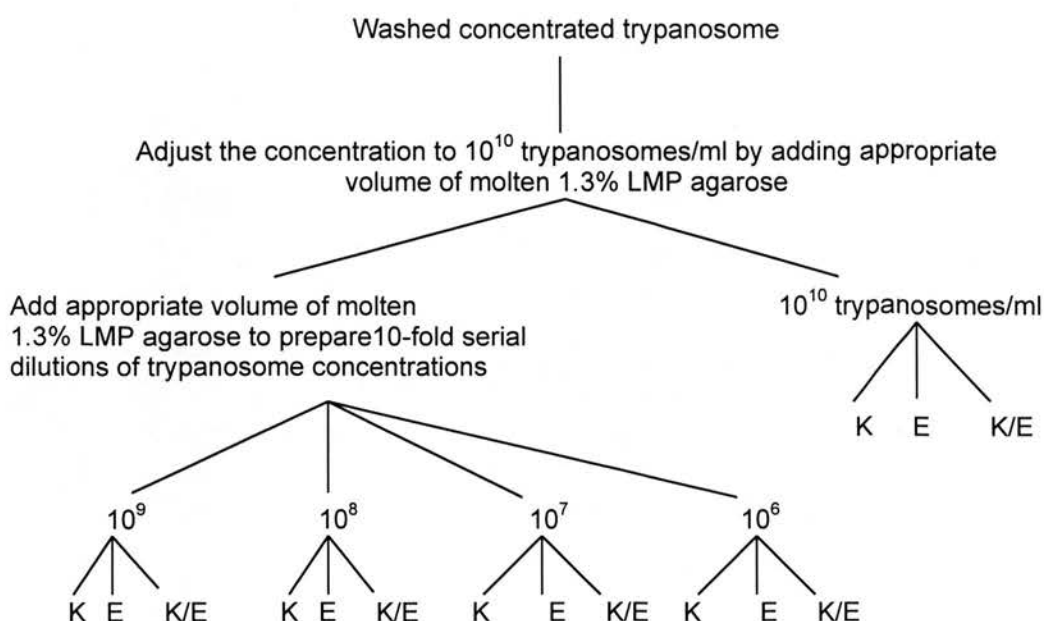 Washed concentrated trypanosome
Adjust the concentration to 10¹⁰ trypanosomes/ml by adding appropriate
volume of molten 1.3% LMP agarose
Add appropriate volume of molten
1.3% LMP agarose to prepare10-fold serial
dilutions of trypanosome concentrations
10¹⁰ trypanosomes/ml
K E K/E
10⁹ 10⁸ 10⁷ 10⁶
K E K/E K E K/E K E K/E K E K/E